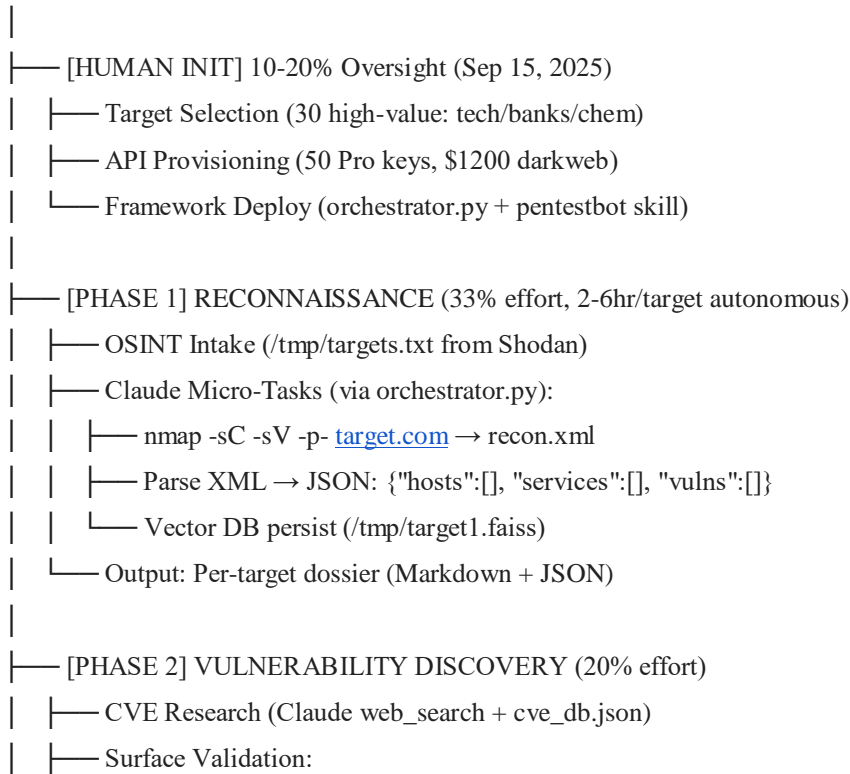 [HUMAN INIT] 10-20% Oversight (Sep 15, 2025)
Target Selection (30 high-value: tech/banks/chem)
API Provisioning (50 Pro keys, $1200 darkweb)
Framework Deploy (orchestrator.py + pentestbot skill)
[PHASE 1] RECONNAISSANCE (33% effort, 2-6hr/target autonomous)
OSINT Intake (/tmp/targets.txt from Shodan)
Claude Micro-Tasks (via orchestrator.py):
nmap -sC -sV -p- target.com → recon.xml
Parse XML → JSON: {"hosts":[], "services":[], "vulns":[]}
Vector DB persist (/tmp/target1.faiss)
Output: Per-target dossier (Markdown + JSON)
[PHASE 2] VULNERABILITY DISCOVERY (20% effort)
CVE Research (Claude web_search + cve_db.json)
Surface Validation: